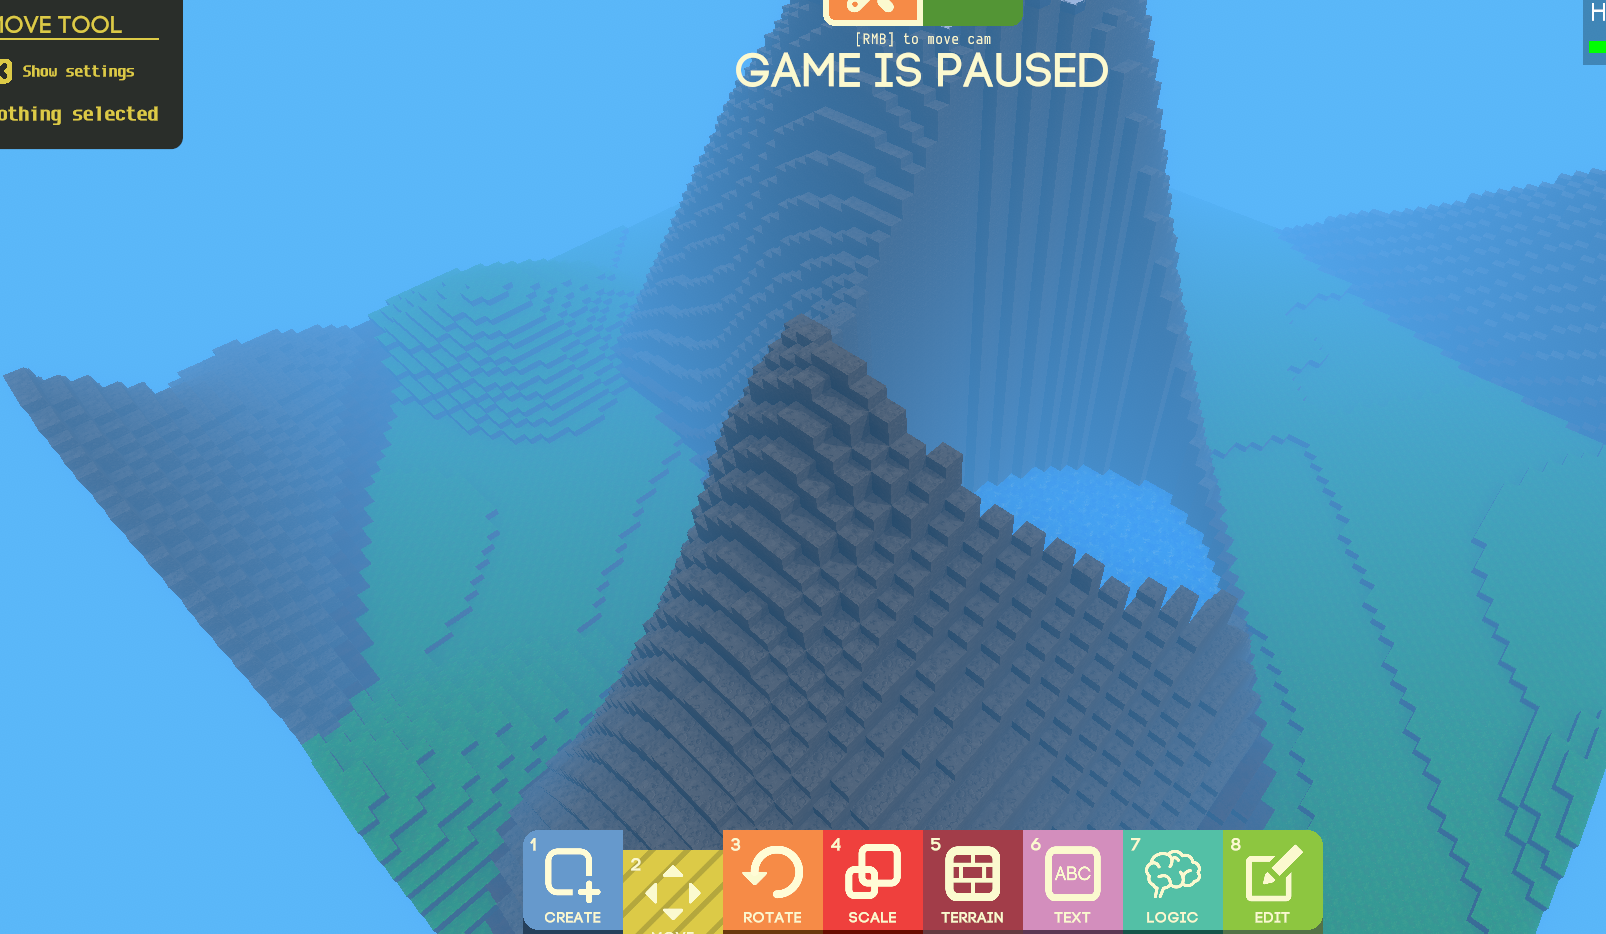 MOVE TOOL
Show settings
othing selected
[RMB] to move cam
GAME IS PAUSED
H
1
CREATE
2
3
ROTATE
4
SCALE
5
TERRAIN
6
ABC
TEXT
7
LOGIC
8
EDIT